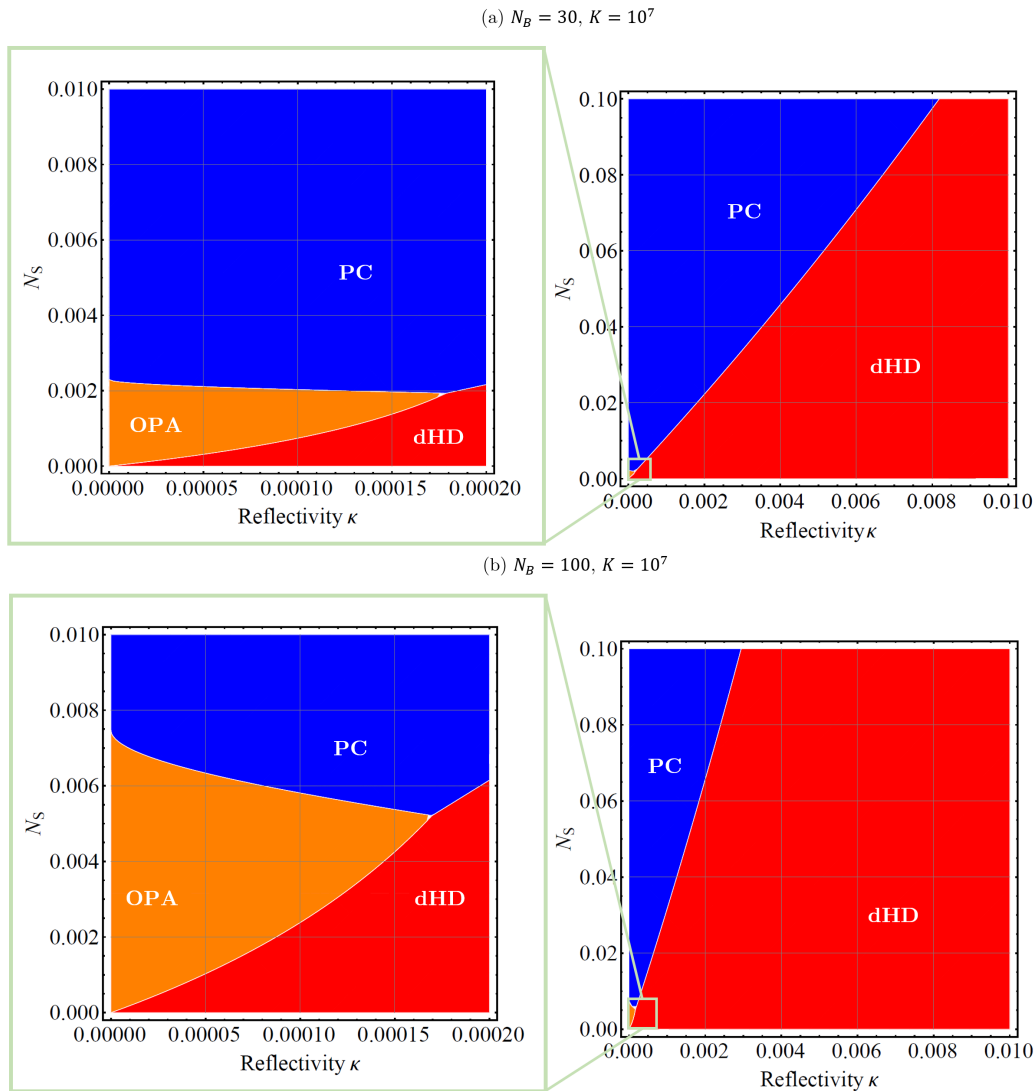 (a) N_B = 30, K = 10^7
0.010
0.008
0.006
0.004
0.002
0.000
N_S
PC
OPA
dHD
0.00000 0.00005 0.00010 0.00015 0.00020
Reflectivity κ
0.10
0.08
0.06
0.04
0.02
0.00
N_S
PC
dHD
0.000 0.002 0.004 0.006 0.008 0.010
Reflectivity κ
(b) N_B = 100, K = 10^7
0.010
0.008
0.006
0.004
0.002
0.000
N_S
PC
OPA
dHD
0.00000 0.00005 0.00010 0.00015 0.00020
Reflectivity κ
0.10
0.08
0.06
0.04
0.02
0.00
N_S
PC
dHD
0.000 0.002 0.004 0.006 0.008 0.010
Reflectivity κ